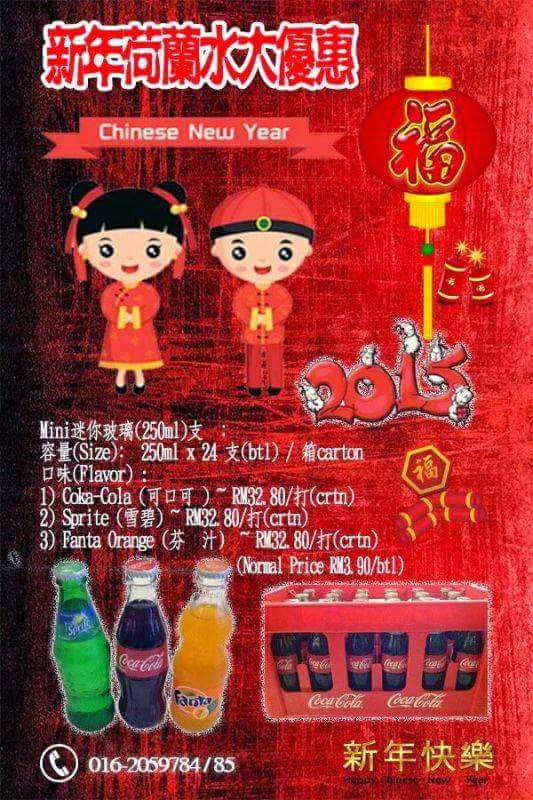 新年荷蘭水大優惠
Chinese New Year
福
2015
Mini迷你玻璃(250ml)支 :
容量(Size): 250ml x 24 支(btl) / 箱carton
口味(Flavor) :
福
1) Coka-Cola (可口可 ) ~ RM32.80/打(crtn)
2) Sprite (雪碧) ~ RM32.80/打(crtn)
3) Fanta Orange (芬 汁) ~ RM32.80/打(crtn)
(Normal Price RM3.90/btl)
Sprite
Coca-Cola
Fanta
Coca-Cola Coca-Cola
016-2059784/85
新年快樂
Happy Chinese New Year